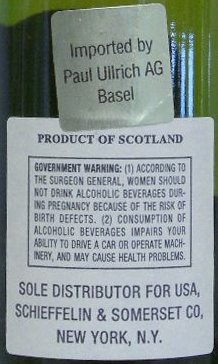 Imported by
Paul Ullrich AG
Basel
PRODUCT OF SCOTLAND
GOVERNMENT WARNING: (1) ACCORDING TO
THE SURGEON GENERAL, WOMEN SHOULD
NOT DRINK ALCOHOLIC BEVERAGES DUR-
ING PREGNANCY BECAUSE OF THE RISK OF
BIRTH DEFECTS. (2) CONSUMPTION OF
ALCOHOLIC BEVERAGES IMPAIRS YOUR
ABILITY TO DRIVE A CAR OR OPERATE MACH-
INERY, AND MAY CAUSE HEALTH PROBLEMS.
SOLE DISTRIBUTOR FOR USA,
SCHIEFFELIN & SOMERSET CO,
NEW YORK, N.Y.